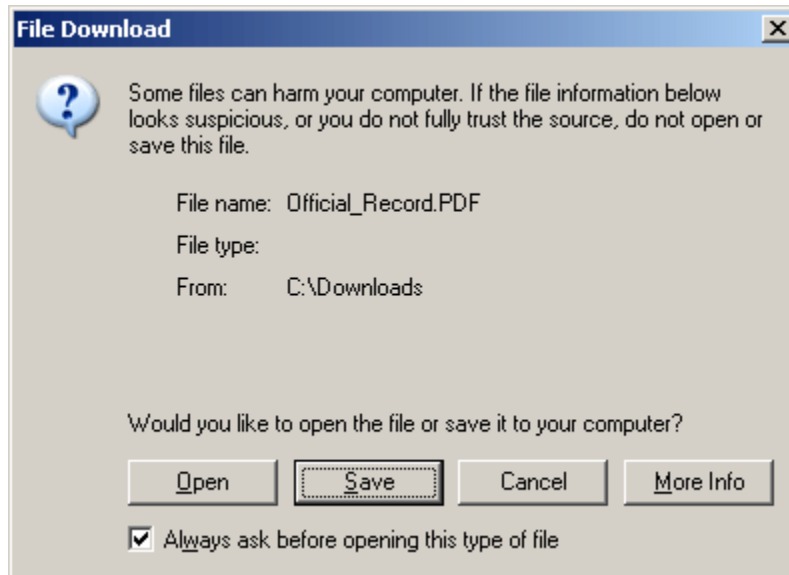 File Download
Some files can harm your computer. If the file information below
looks suspicious, or you do not fully trust the source, do not open or
save this file.
File name: Official_Record.PDF
File type:
From: C:\Downloads
Would you like to open the file or save it to your computer?
Open Save Cancel More Info
Always ask before opening this type of file